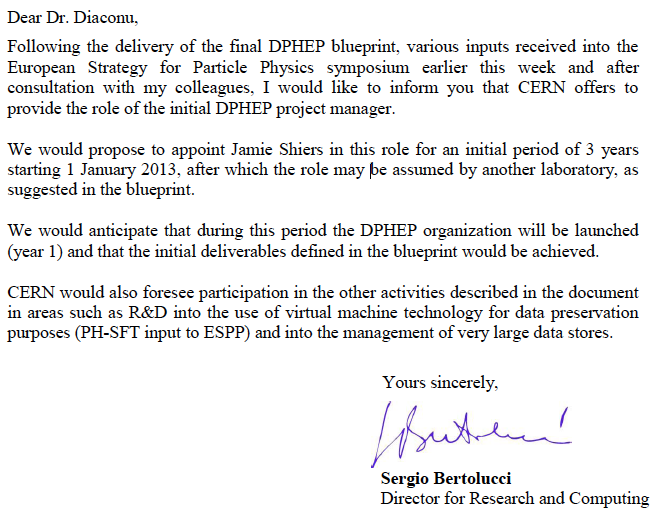 Dear Dr. Diaconu,
Following the delivery of the final DPHEP blueprint, various inputs received into the
European Strategy for Particle Physics symposium earlier this week and after
consultation with my colleagues, I would like to inform you that CERN offers to
provide the role of the initial DPHEP project manager.
We would propose to appoint Jamie Shiers in this role for an initial period of 3 years
starting 1 January 2013, after which the role may be assumed by another laboratory, as
suggested in the blueprint.
We would anticipate that during this period the DPHEP organization will be launched
(year 1) and that the initial deliverables defined in the blueprint would be achieved.
CERN would also foresee participation in the other activities described in the document
in areas such as R&D into the use of virtual machine technology for data preservation
purposes (PH-SFT input to ESPP) and into the management of very large data stores.
Yours sincerely,
Sergio Bertolucci
Director for Research and Computing